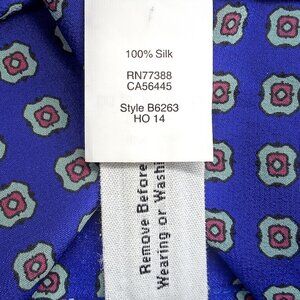 100% Silk
RN77388
CA56445
Style B6263
HO 14
Remove Before
Wearing or Washi